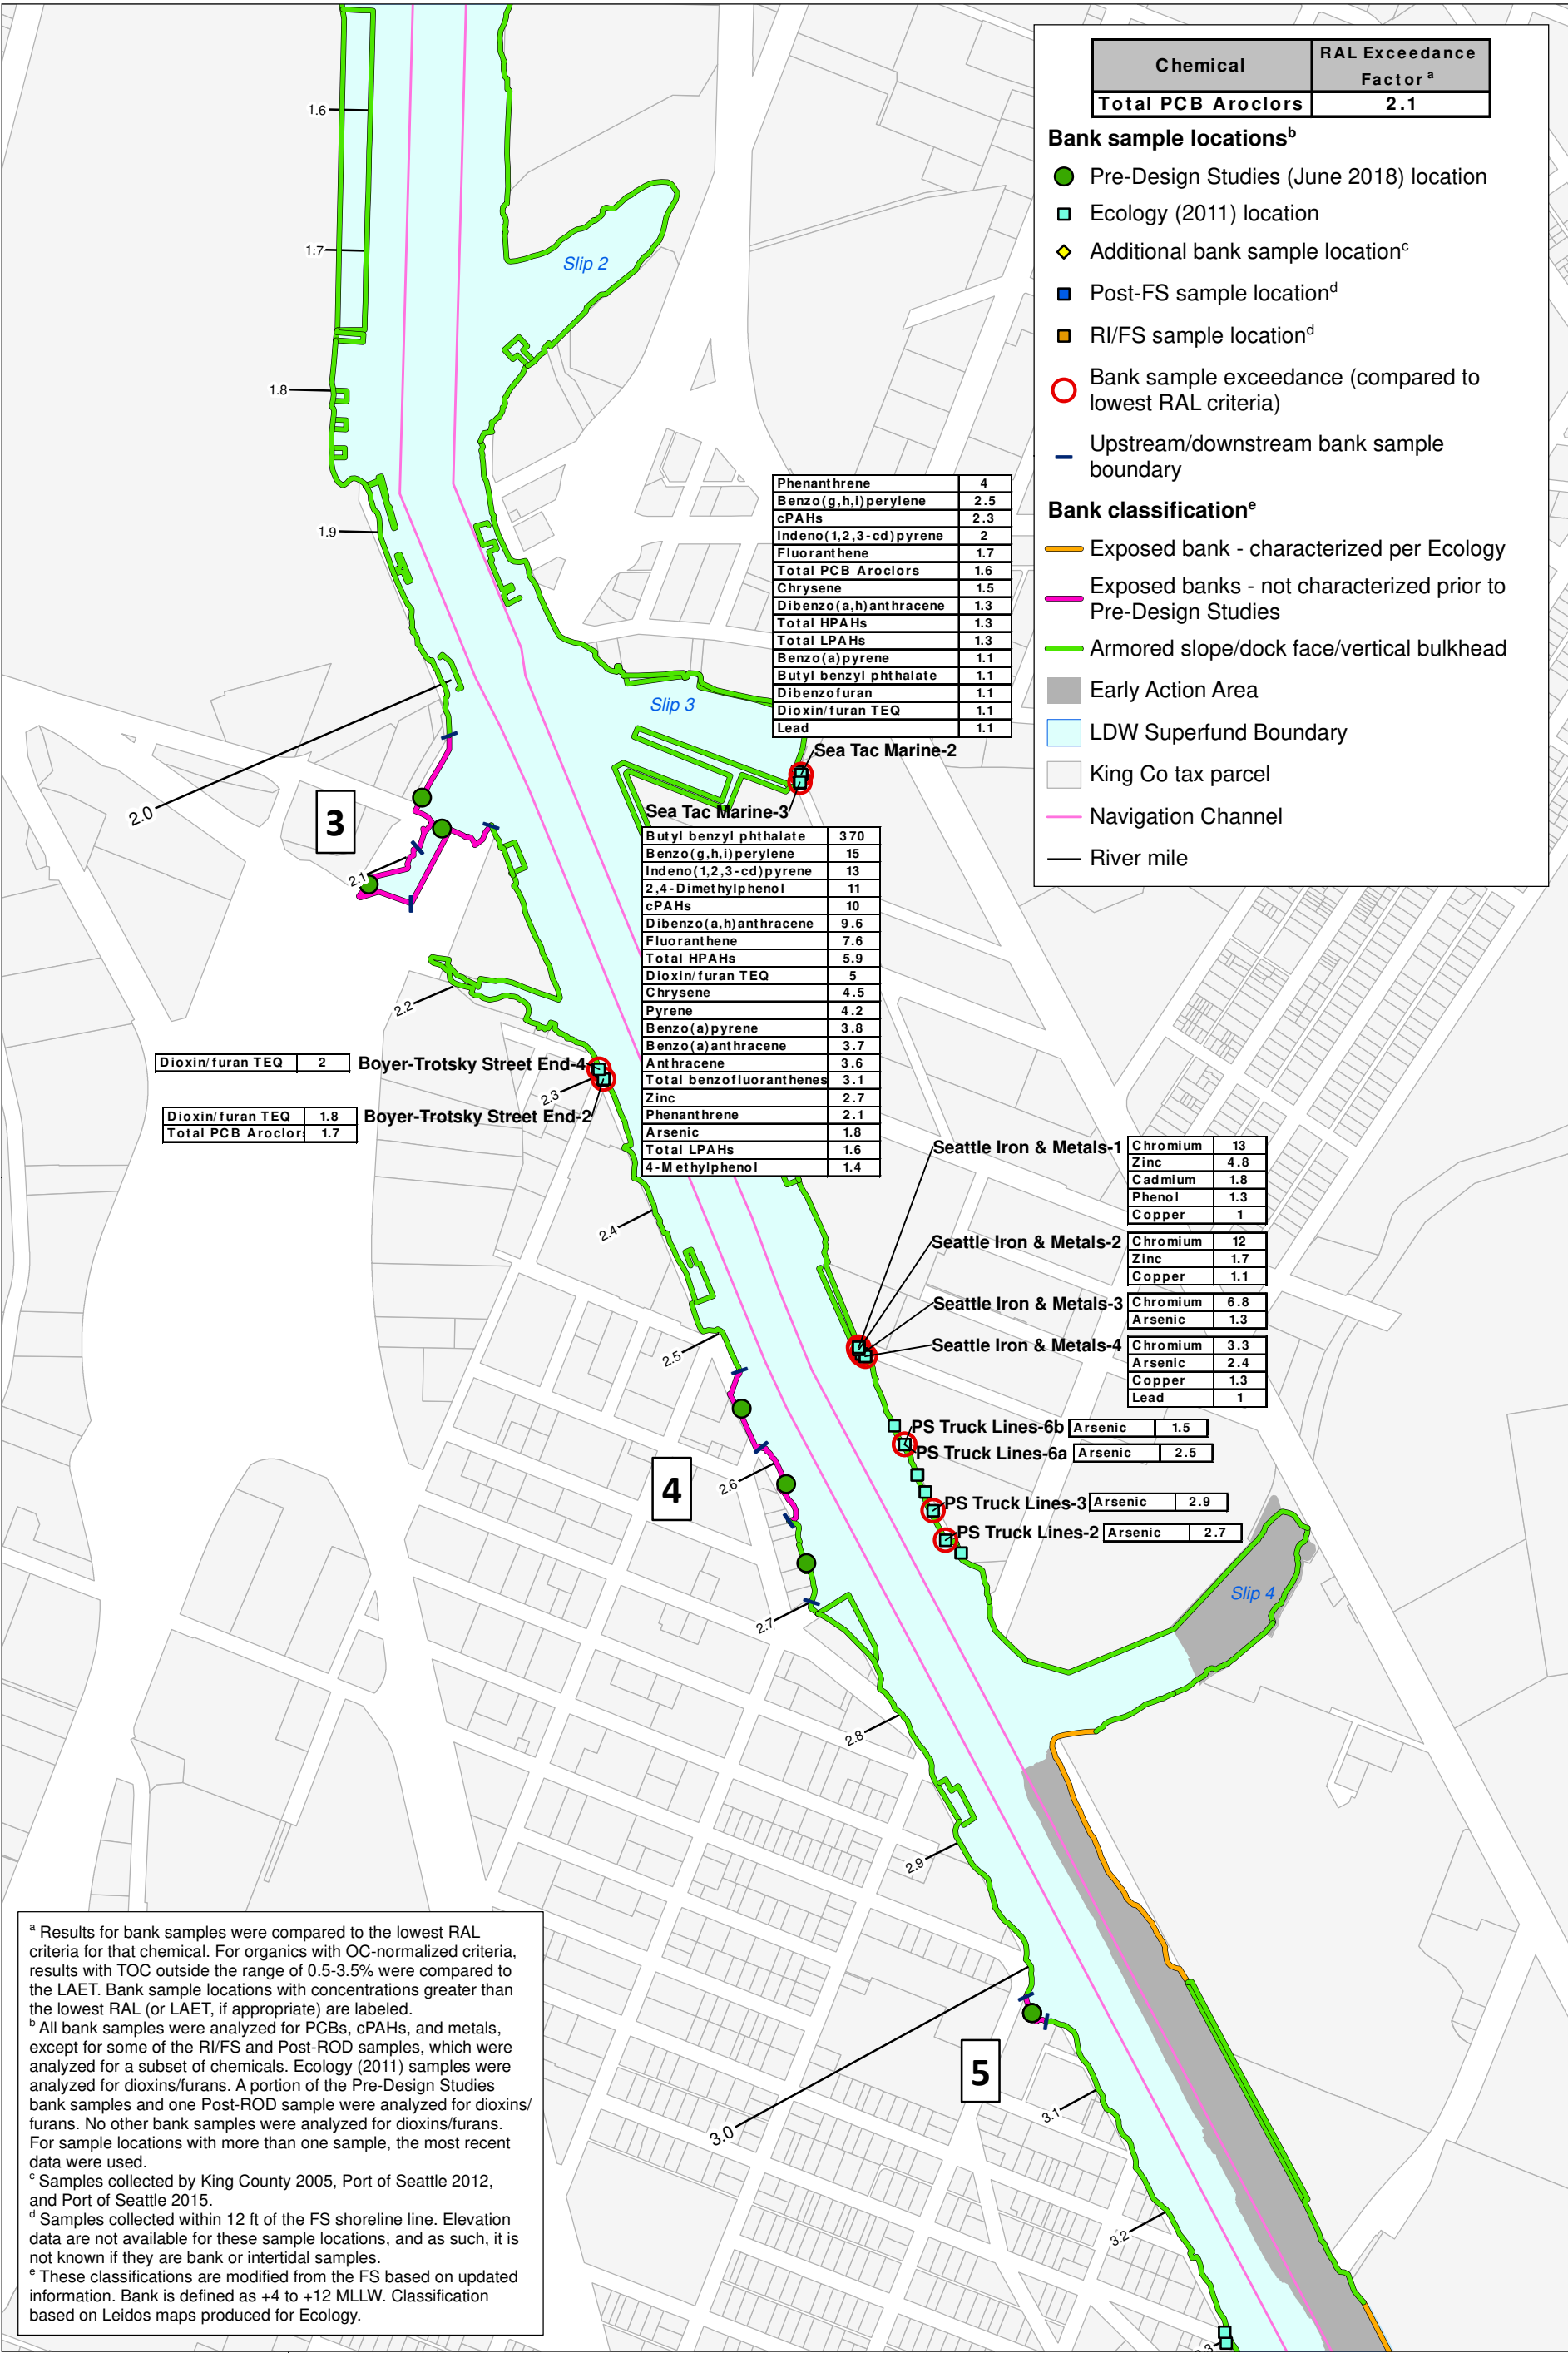 Chemical | RAL Exceedance Factor a
Total PCB Aroclors | 2.1
Bank sample locations b
Pre-Design Studies (June 2018) location
Ecology (2011) location
Additional bank sample location c
Post-FS sample location d
RI/FS sample location d
Bank sample exceedance (compared to
lowest RAL criteria)
Upstream/downstream bank sample
boundary
Bank classification e
Exposed bank - characterized per Ecology
Exposed banks - not characterized prior to
Pre-Design Studies
Armored slope/dock face/vertical bulkhead
Early Action Area
LDW Superfund Boundary
King Co tax parcel
Navigation Channel
River mile
1.6
1.7
Slip 2
1.8
1.9
Phenanthrene 4
Benzo(g,h,i)perylene 2.5
cPAHs 2.3
Indeno(1,2,3-cd)pyrene 2
Fluoranthene 1.7
Total PCB Aroclors 1.6
Chrysene 1.5
Dibenzo(a,h)anthracene 1.3
Total HPAHs 1.3
Total LPAHs 1.3
Benzo(a)pyrene 1.1
Butyl benzyl phthalate 1.1
Dibenzofuran 1.1
Dioxin/furan TEQ 1.1
Lead 1.1
Slip 3
Sea Tac Marine-2
2.0
3
Sea Tac Marine-3
Butyl benzyl phthalate 370
Benzo(g,h,i)perylene 15
Indeno(1,2,3-cd)pyrene 13
2,4-Dimethylphenol 11
cPAHs 10
Dibenzo(a,h)anthracene 9.6
Fluoranthene 7.6
Total HPAHs 5.9
Dioxin/furan TEQ 5
Chrysene 4.5
Pyrene 4.2
Benzo(a)pyrene 3.8
Benzo(a)anthracene 3.7
Anthracene 3.6
Total benzofluoranthenes 3.1
Zinc 2.7
Phenanthrene 2.1
Arsenic 1.8
Total LPAHs 1.6
4-Methylphenol 1.4
2.1
2.2
Dioxin/furan TEQ 2 Boyer-Trotsky Street End-4
2.3
Dioxin/furan TEQ 1.8 Boyer-Trotsky Street End-2
Total PCB Aroclor 1.7
Seattle Iron & Metals-1 Chromium 13
Zinc 4.8
Cadmium 1.8
Phenol 1.3
Copper 1
2.4
Seattle Iron & Metals-2 Chromium 12
Zinc 1.7
Copper 1.1
Seattle Iron & Metals-3 Chromium 6.8
Arsenic 1.3
Seattle Iron & Metals-4 Chromium 3.3
Arsenic 2.4
Copper 1.3
Lead 1
2.5
PS Truck Lines-6b Arsenic 1.5
PS Truck Lines-6a Arsenic 2.5
4
2.6
PS Truck Lines-3 Arsenic 2.9
PS Truck Lines-2 Arsenic 2.7
Slip 4
2.7
2.8
2.9
5
3.0
3.1
3.2
a Results for bank samples were compared to the lowest RAL
criteria for that chemical. For organics with OC-normalized criteria,
results with TOC outside the range of 0.5-3.5% were compared to
the LAET. Bank sample locations with concentrations greater than
the lowest RAL (or LAET, if appropriate) are labeled.
b All bank samples were analyzed for PCBs, cPAHs, and metals,
except for some of the RI/FS and Post-ROD samples, which were
analyzed for a subset of chemicals. Ecology (2011) samples were
analyzed for dioxins/furans. A portion of the Pre-Design Studies
bank samples and one Post-ROD sample were analyzed for dioxins/
furans. No other bank samples were analyzed for dioxins/furans.
For sample locations with more than one sample, the most recent
data were used.
c Samples collected by King County 2005, Port of Seattle 2012,
and Port of Seattle 2015.
d Samples collected within 12 ft of the FS shoreline line. Elevation
data are not available for these sample locations, and as such, it is
not known if they are bank or intertidal samples.
e These classifications are modified from the FS based on updated
information. Bank is defined as +4 to +12 MLLW. Classification
based on Leidos maps produced for Ecology.